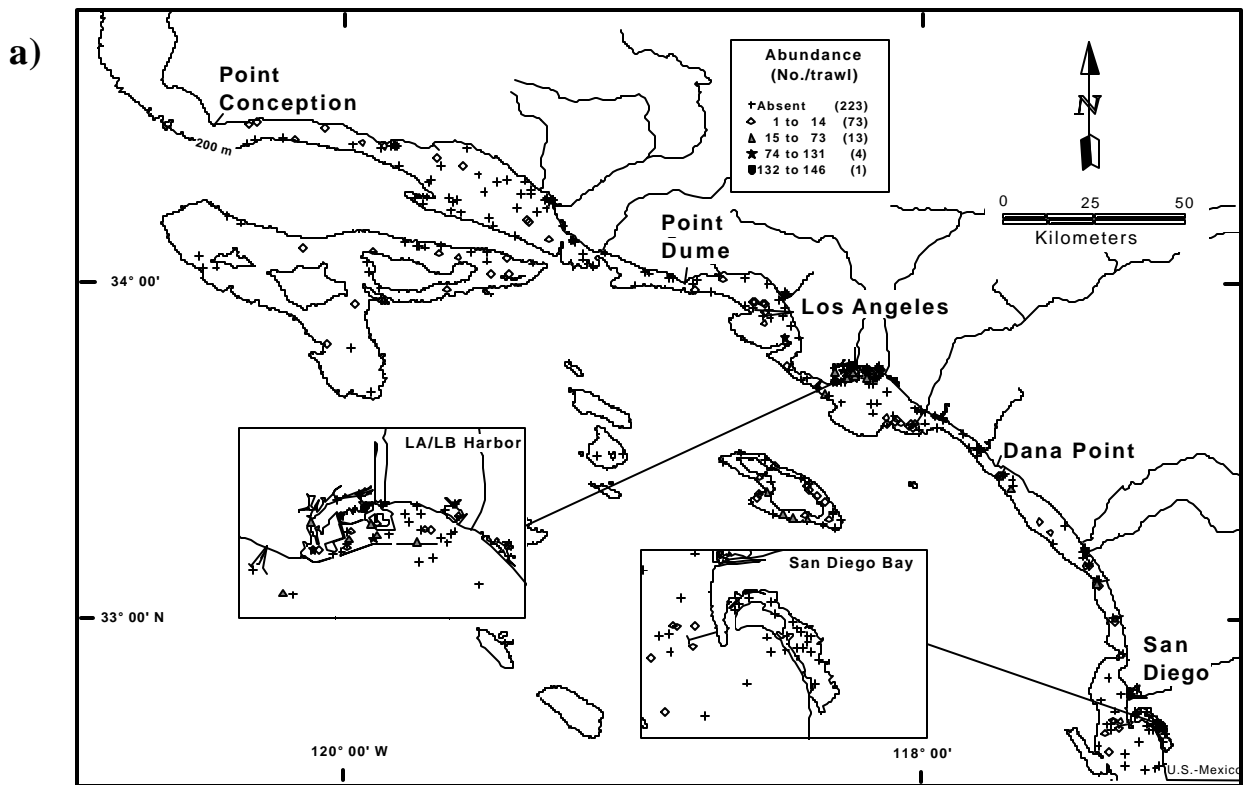 a)
Point
Conception
200 m
Abundance
(No./trawl)
+Absent (223)
1 to 14 (73)
15 to 73 (13)
74 to 131 (4)
132 to 146 (1)
N
0 25 50
Kilometers
Point
Dume
34° 00'
Los Angeles
LA/LB Harbor
Dana Point
San Diego Bay
33° 00' N
San
Diego
120° 00' W
118° 00'
U.S.-Mexico